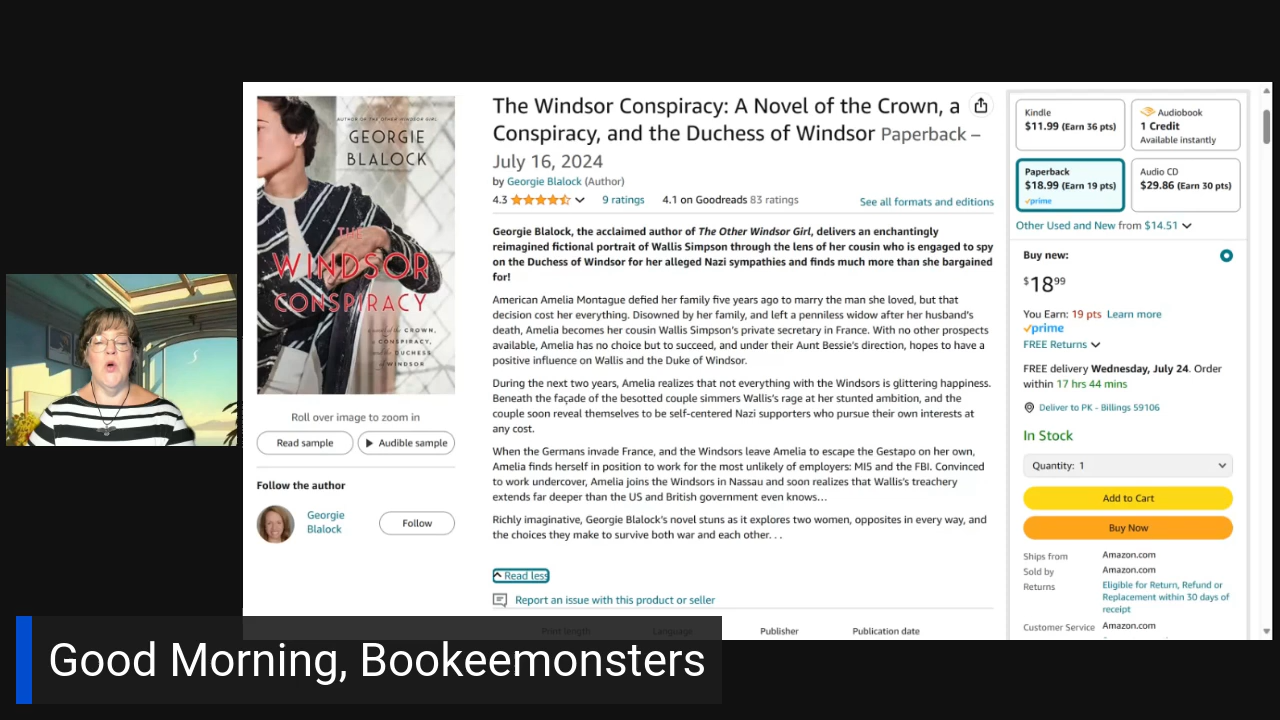 AUTHOR OF THE OTHER WINDSOR GIRL
GEORGIE
BLALOCK
THE
WINDSOR
CONSPIRACY
a novel of the CROWN,
a CONSPIRACY,
and the DUCHESS
of WINDSOR
Roll over image to zoom in
Read sample
Audible sample
Follow the author
Georgie
Blalock
Follow
The Windsor Conspiracy: A Novel of the Crown, a
Conspiracy, and the Duchess of Windsor Paperback –
July 16, 2024
by Georgie Blalock (Author)
4.3 9 ratings 4.1 on Goodreads 83 ratings
See all formats and editions
Georgie Blalock, the acclaimed author of The Other Windsor Girl, delivers an enchantingly
reimagined fictional portrait of Wallis Simpson through the lens of her cousin who is engaged to spy
on the Duchess of Windsor for her alleged Nazi sympathies and finds much more than she bargained
for!
American Amelia Montague defied her family five years ago to marry the man she loved, but that
decision cost her everything. Disowned by her family, and left a penniless widow after her husband's
death, Amelia becomes her cousin Wallis Simpson's private secretary in France. With no other prospects
available, Amelia has no choice but to succeed, and under their Aunt Bessie's direction, hopes to have a
positive influence on Wallis and the Duke of Windsor.
During the next two years, Amelia realizes that not everything with the Windsors is glittering happiness.
Beneath the façade of the besotted couple simmers Wallis's rage at her stunted ambition, and the
couple soon reveal themselves to be self-centered Nazi supporters who pursue their own interests at
any cost.
When the Germans invade France, and the Windsors leave Amelia to escape the Gestapo on her own,
Amelia finds herself in position to work for the most unlikely of employers: MI5 and the FBI. Convinced
to work undercover, Amelia joins the Windsors in Nassau and soon realizes that Wallis's treachery
extends far deeper than the US and British government even knows…
Richly imaginative, Georgie Blalock's novel stuns as it explores two women, opposites in every way, and
the choices they make to survive both war and each other. . .
Read less
Report an issue with this product or seller
Print length Language Publisher Publication date
Kindle
$11.99 (Earn 36 pts)
Audiobook
1 Credit
Available instantly
Paperback
$18.99 (Earn 19 pts)
prime
Audio CD
$29.86 (Earn 30 pts)
Other Used and New from $14.51
Buy new:
$18.99
You Earn: 19 pts Learn more
prime
FREE Returns
FREE delivery Wednesday, July 24. Order
within 17 hrs 44 mins
Deliver to PK - Billings 59106
In Stock
Quantity: 1
Add to Cart
Buy Now
Ships from Amazon.com
Sold by Amazon.com
Returns Eligible for Return, Refund or
Replacement within 30 days of
receipt
Customer Service Amazon.com
Good Morning, Bookeemonsters